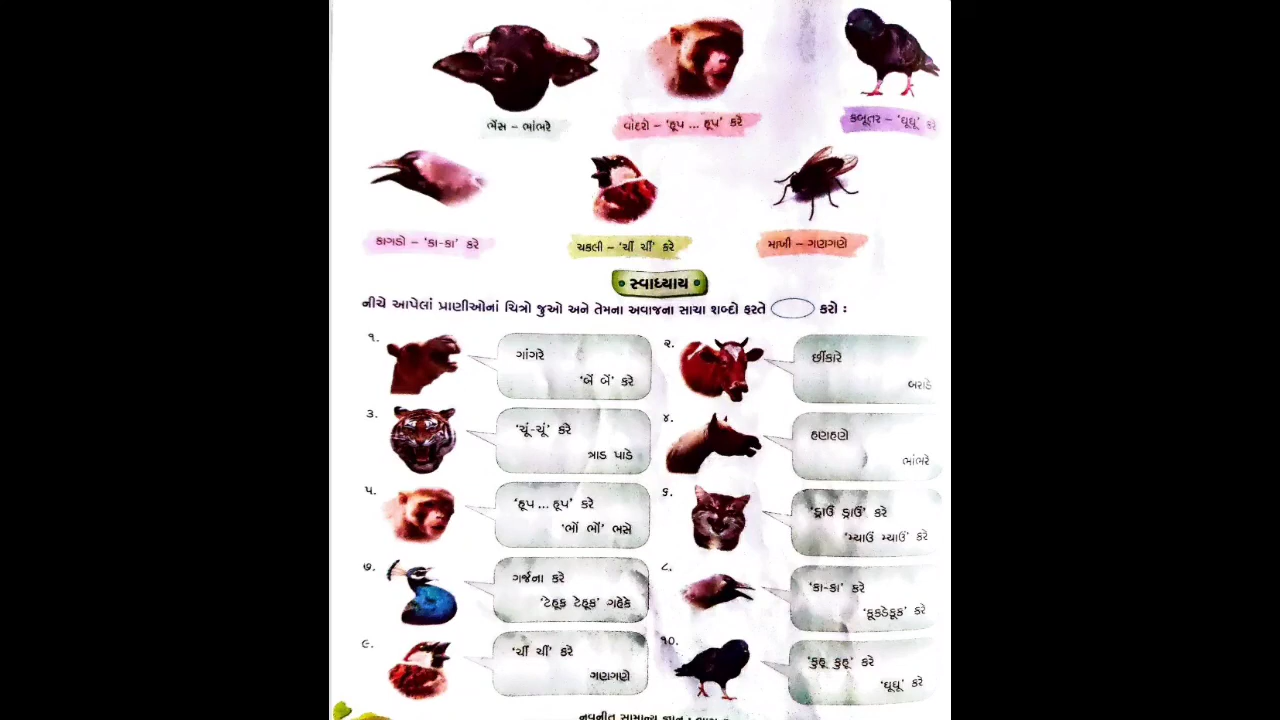 ભેંસ – ભાંભરે
વાંદરો – ‘હૂપ ... હૂપ’ કરે
કબૂતર – ‘ઘૂઘૂ’ કરે
કાગડો – ‘કા-કા’ કરે
ચકલી – ‘ચીં ચીં’ કરે
માખી – ગણગણે
સ્વાધ્યાય
નીચે આપેલાં પ્રાણીઓનાં ચિત્રો જુઓ અને તેમના અવાજના સાચા શબ્દો ફરતે કરો :
૧.
ગાંગરે
‘બેં બેં’ કરે
૨.
છીંકારે
બરાડે
૩.
‘ચૂં-ચૂં’ કરે
ત્રાડ પાડે
૪.
હણહણે
ભાંભરે
૫.
‘હૂપ ... હૂપ’ કરે
‘ભોં ભોં’ ભસે
૬.
‘ડ્રાઉં ડ્રાઉં’ કરે
‘મ્યાઉં મ્યાઉં’ કરે
૭.
ગર્જના કરે
‘ટેહૂક ટેહૂક’ ગહેકે
૮.
‘કા-કા’ કરે
‘કૂકડેકૂક’ કરે
૯.
‘ચીં ચીં’ કરે
ગણગણે
૧૦.
‘કુહૂ કુહૂ’ કરે
‘ઘૂઘૂ’ કરે
નવનીત સામાન્ય જ્ઞાન :